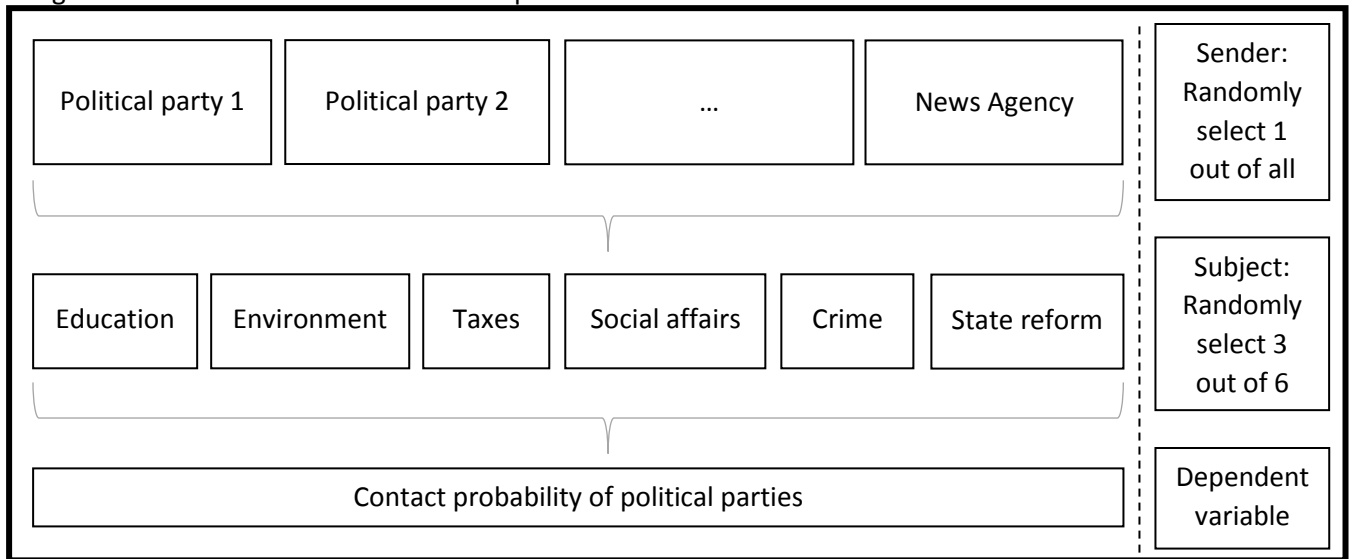 Political party 1
Political party 2
...
News Agency
Sender:
Randomly
select 1
out of all
Education
Environment
Taxes
Social affairs
Crime
State reform
Subject:
Randomly
select 3
out of 6
Contact probability of political parties
Dependent
variable